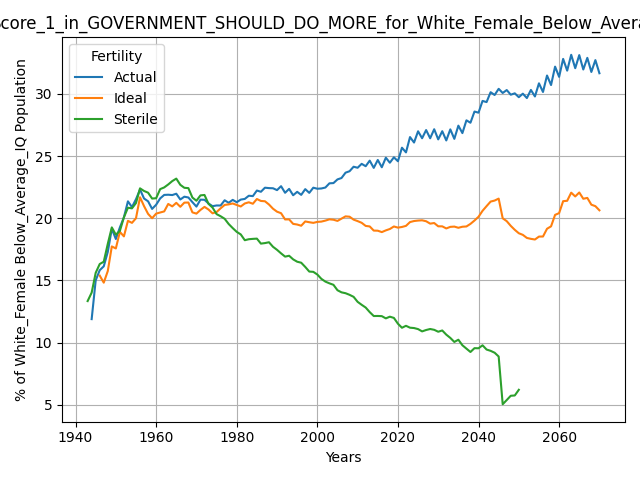 core_1_in_GOVERNMENT_SHOULD_DO_MORE_for_White_Female_Below_Avera
% of White_Female Below_Average_IQ Population
Fertility
Actual
Ideal
Sterile
30
25
20
15
10
5
1940
1960
1980
2000
2020
2040
2060
Years